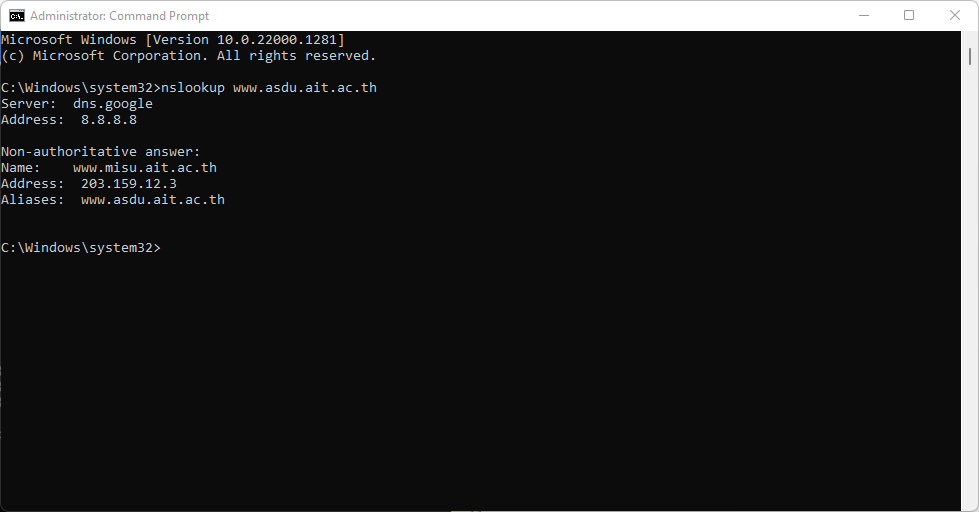 Administrator: Command Prompt
Microsoft Windows [Version 10.0.22000.1281]
(c) Microsoft Corporation. All rights reserved.
C:\Windows\system32>nslookup www.asdu.ait.ac.th
Server:  dns.google
Address:  8.8.8.8
Non-authoritative answer:
Name:    www.misu.ait.ac.th
Address:  203.159.12.3
Aliases:  www.asdu.ait.ac.th
C:\Windows\system32>